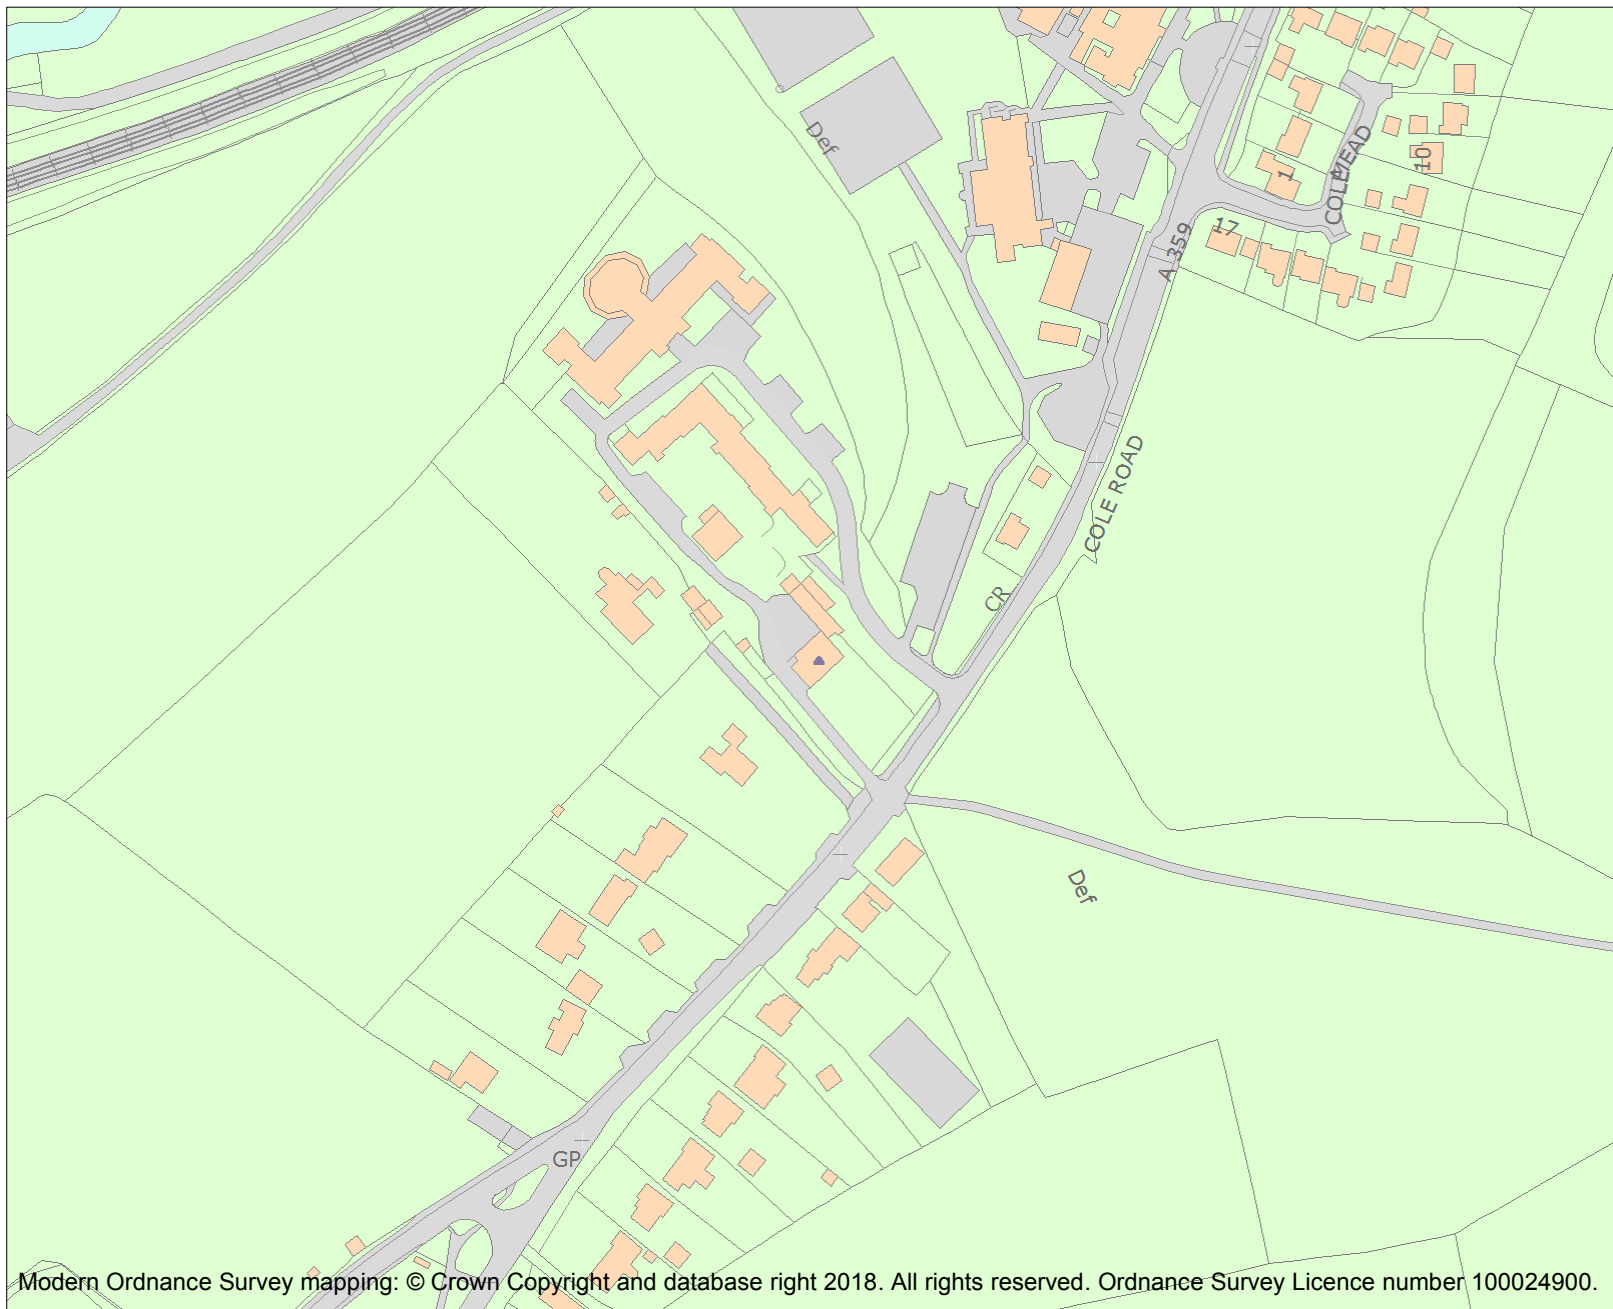 Def
COLEMEAD
10
1
17
A 359
COLE ROAD
CR
Def
GP
Modern Ordnance Survey mapping: © Crown Copyright and database right 2018. All rights reserved. Ordnance Survey Licence number 100024900.